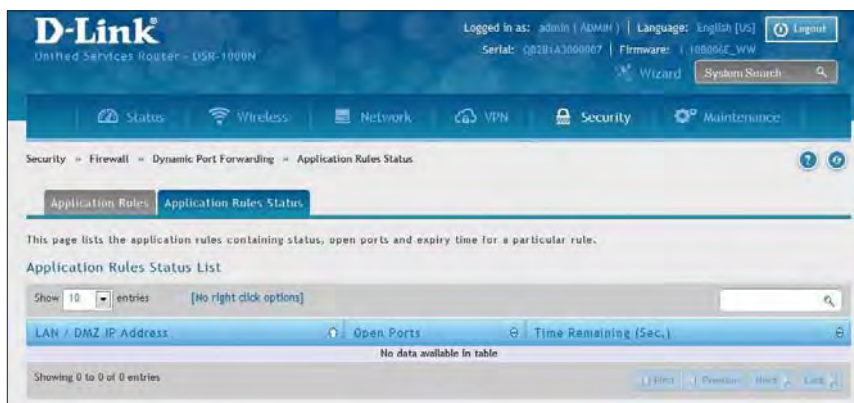 D-Link
Unified Services Router - DSR-1000N
Logged in as: admin ( ADMIN ) | Language: English [US]
Logout
Serial: | Firmware:
Wizard
System Search
Status
Wireless
Network
VPN
Security
Maintenance
Security » Firewall » Dynamic Port Forwarding » Application Rules Status
Application Rules
Application Rules Status
This page lists the application rules containing status, open ports and expiry time for a particular rule.
Application Rules Status List
Show 10 entries [No right click options]
LAN / DMZ IP Address
Open Ports
Time Remaining (Sec.)
No data available in table
Showing 0 to 0 of 0 entries
First
Previous
Next
Last